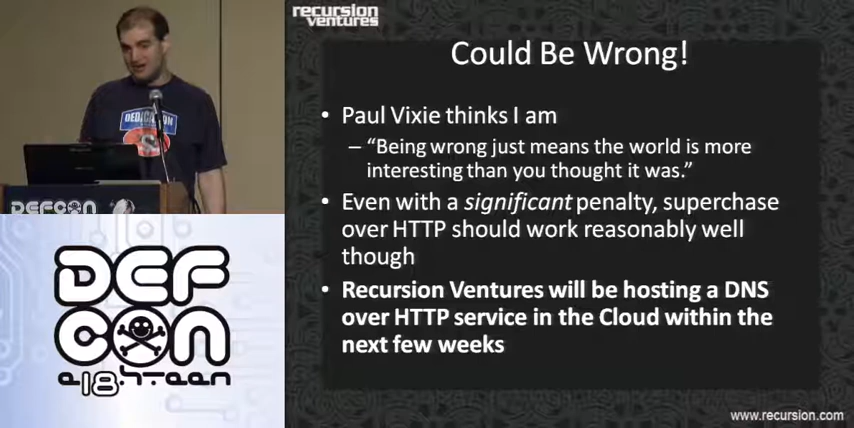 recursion
ventures
Could Be Wrong!
• Paul Vixie thinks I am
– “Being wrong just means the world is more
interesting than you thought it was.”
• Even with a significant penalty, superchase
over HTTP should work reasonably well
though
• Recursion Ventures will be hosting a DNS
over HTTP service in the Cloud within the
next few weeks
www.recursion.com
DEFCON
DEF
CON